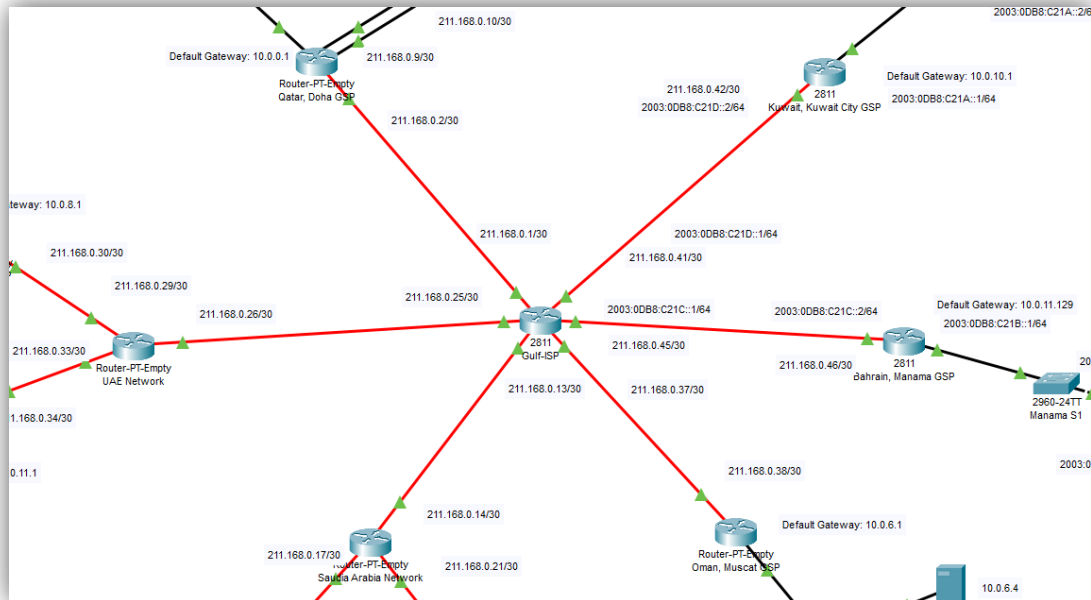 211.168.0.10/30
2003:0DB8:C21A::2/6
Default Gateway: 10.0.0.1
211.168.0.9/30
Router-PT-Empty
Qatar, Doha GSP
211.168.0.2/30
211.168.0.42/30
2003:0DB8:C21D::2/64
2811
Kuwait, Kuwait City GSP
Default Gateway: 10.0.10.1
2003:0DB8:C21A::1/64
teway: 10.0.8.1
211.168.0.30/30
211.168.0.29/30
211.168.0.1/30
2003:0DB8:C21D::1/64
211.168.0.41/30
211.168.0.26/30
211.168.0.25/30
2003:0DB8:C21C::1/64
2003:0DB8:C21C::2/64
Default Gateway: 10.0.11.129
2003:0DB8:C21B::1/64
211.168.0.33/30
Router-PT-Empty
UAE Network
2811
Gulf-ISP
211.168.0.45/30
211.168.0.46/30
2811
Bahrain, Manama GSP
20
2960-24TT
Manama S1
1.168.0.34/30
211.168.0.13/30
211.168.0.37/30
0.11.1
211.168.0.38/30
2003:0
211.168.0.14/30
Default Gateway: 10.0.6.1
211.168.0.17/30
Router-PT-Empty
Saudia Arabia Network
211.168.0.21/30
Router-PT-Empty
Oman, Muscat GSP
10.0.6.4